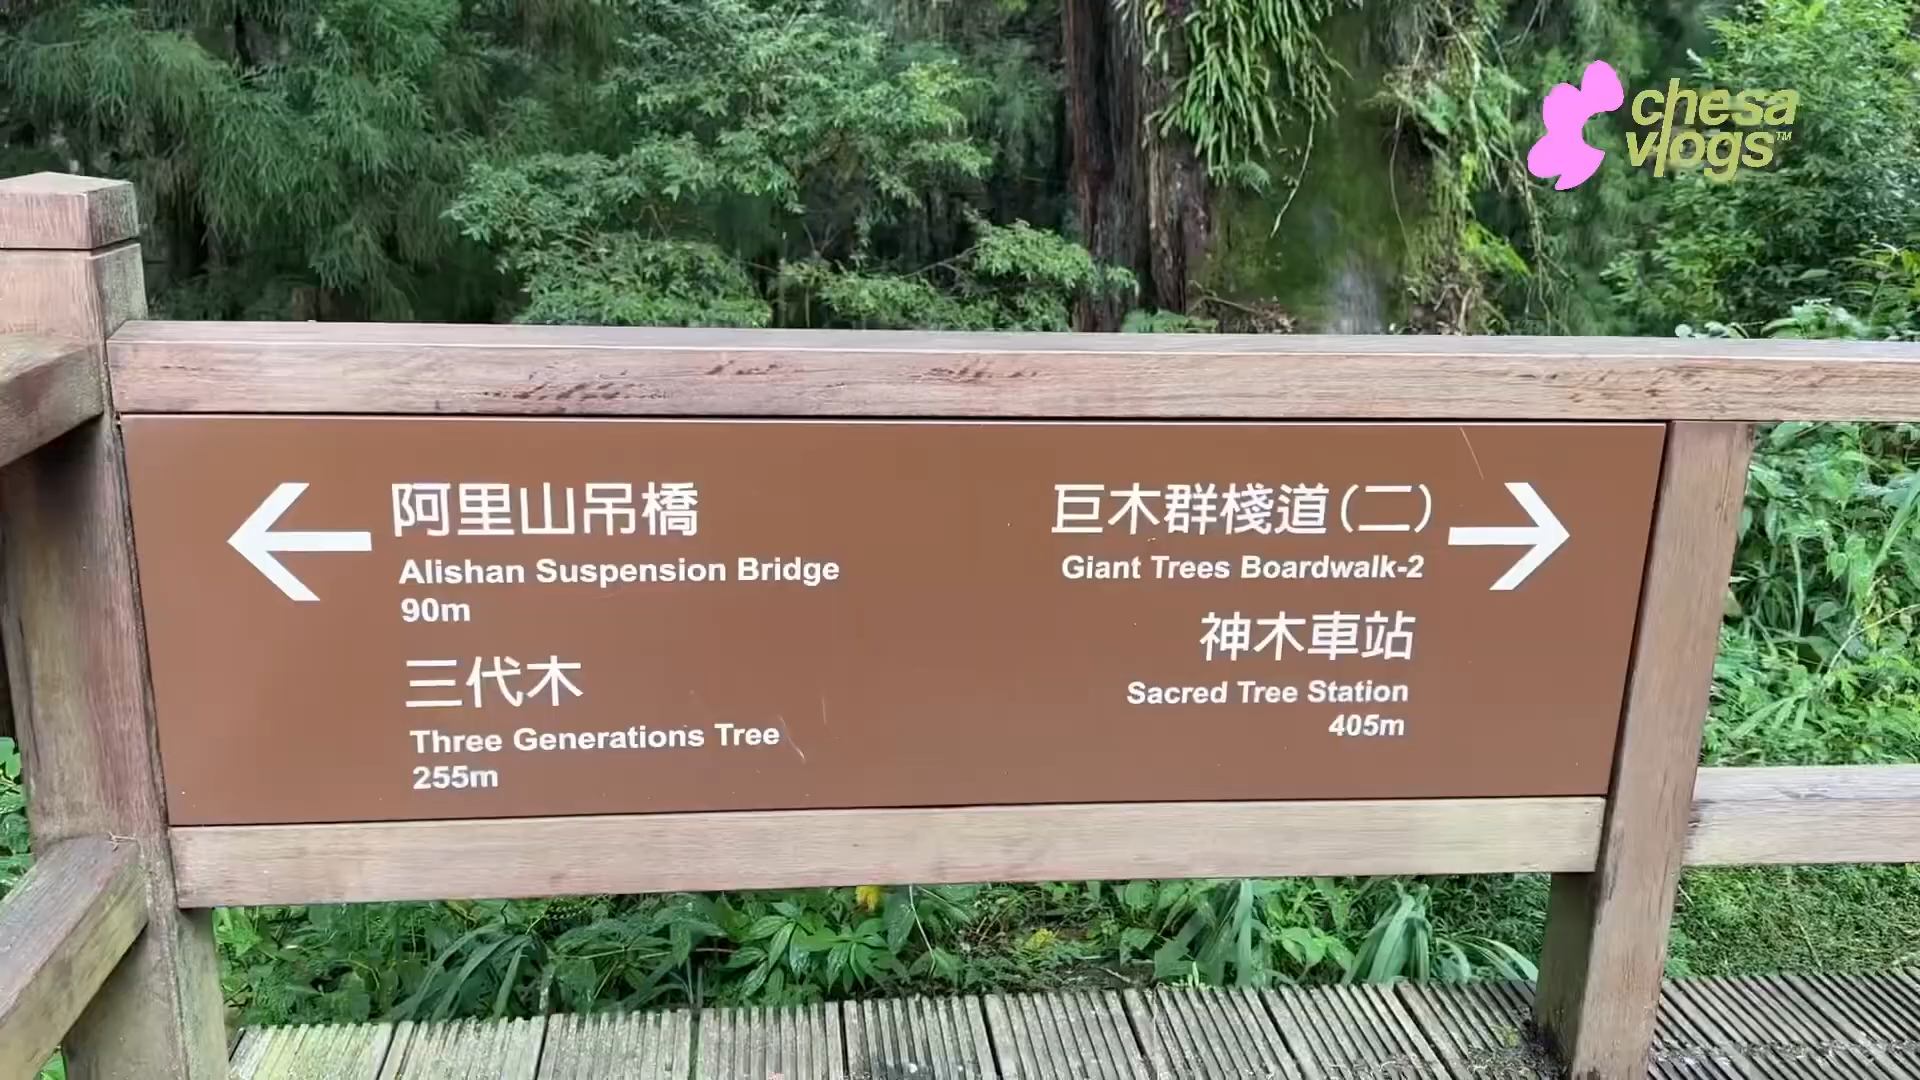 chesa
vlogs™
阿里山吊橋
Alishan Suspension Bridge
90m
三代木
Three Generations Tree
255m
巨木群棧道(二)
Giant Trees Boardwalk-2
神木車站
Sacred Tree Station
405m